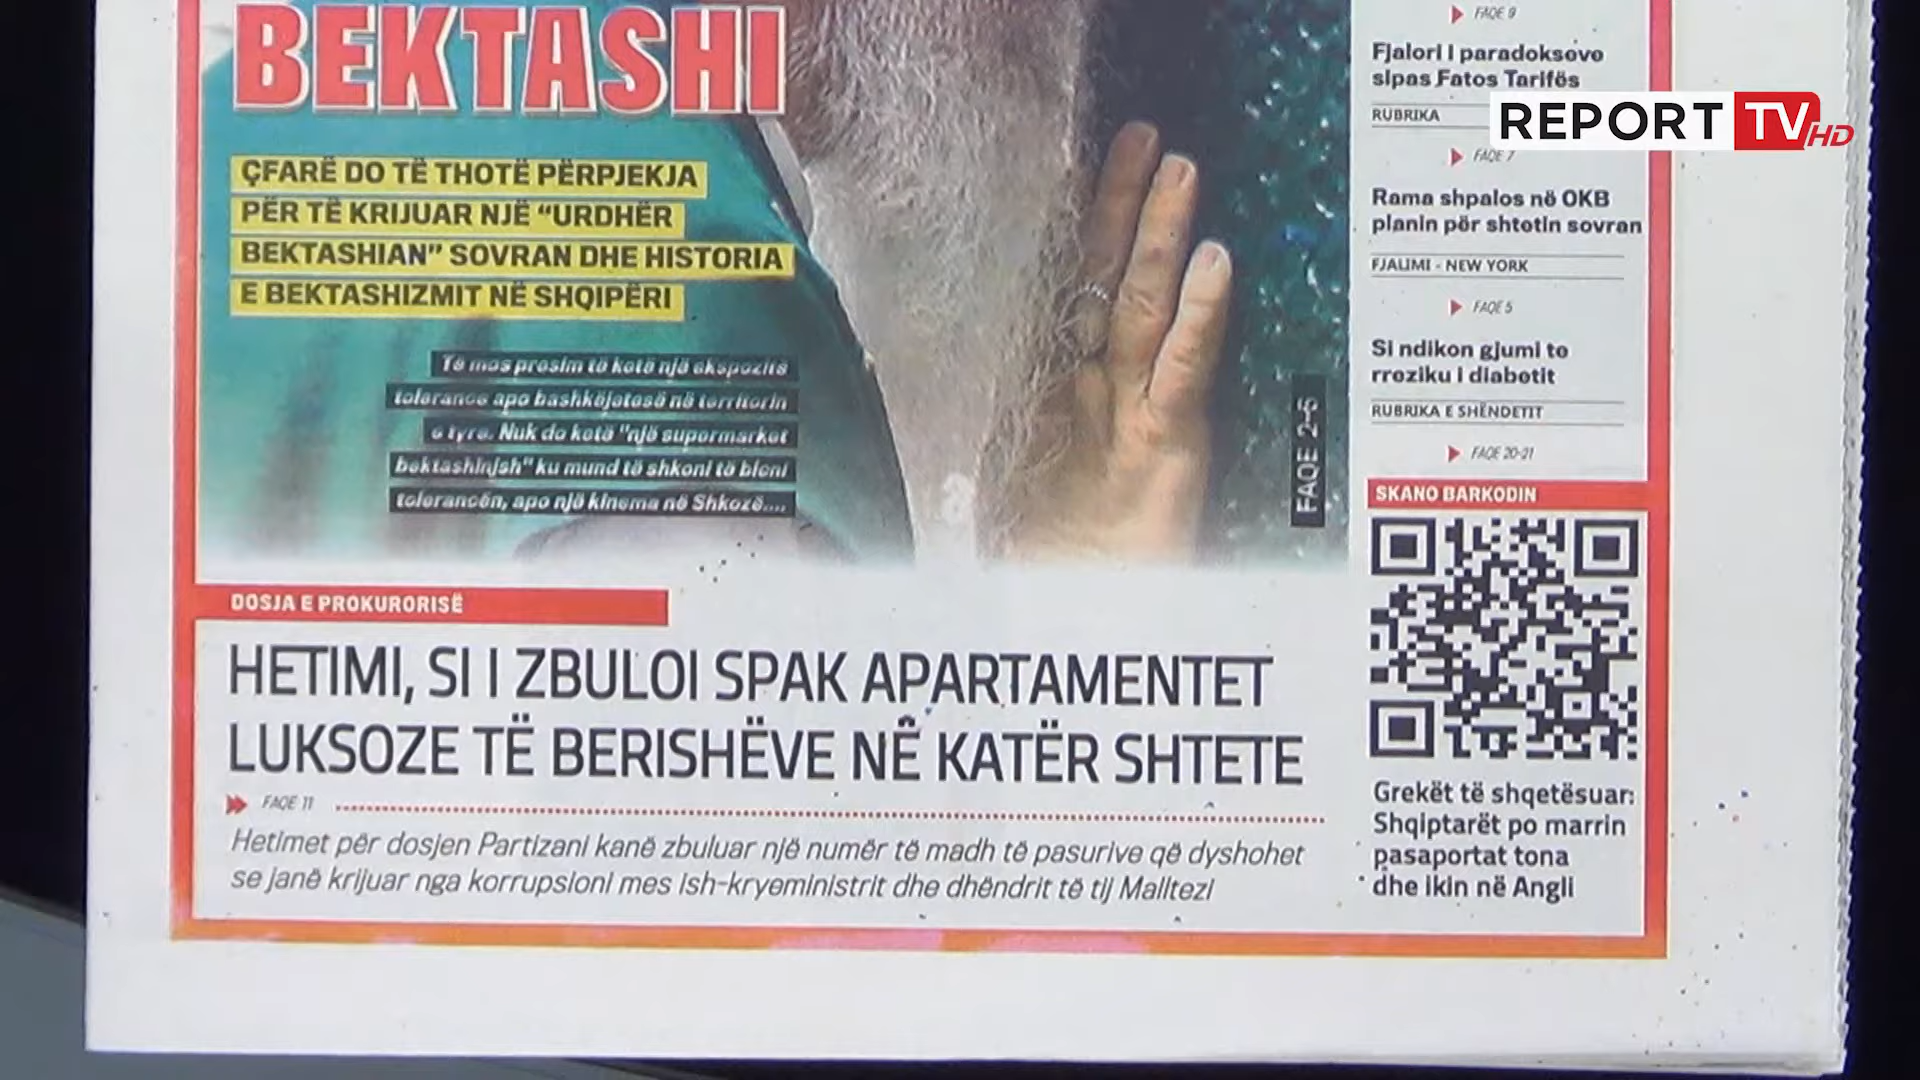 BEKTASHI
ÇFARË DO TË THOTË PËRPJEKJA
PËR TË KRIJUAR NJË “URDHËR
BEKTASHIAN” SOVRAN DHE HISTORIA
E BEKTASHIZMIT NË SHQIPËRI
Të mos presim të ketë një ekspozitë
tolerance apo bashkëjetesë në territorin
e tyre. Nuk do ketë "një supermarket
bektashinjsh" ku mund të shkoni të bleni
tolerancën, apo një kinema në Shkozë....
FAQE 2-6
FAQE 9
Fjalori i paradokseve
sipas Fatos Tarifës
RUBRIKA
FAQE 7
REPORT TV HD
Rama shpalos në OKB
planin për shtetin sovran
FJALIMI - NEW YORK
FAQE 5
Si ndikon gjumi te
rreziku i diabetit
RUBRIKA E SHËNDETIT
FAQE 20-21
SKANO BARKODIN
Grekët të shqetësuar:
Shqiptarët po marrin
pasaportat tona
dhe ikin në Angli
DOSJA E PROKURORISË
HETIMI, SI I ZBULOI SPAK APARTAMENTET
LUKSOZE TË BERISHËVE NË KATËR SHTETE
FAQE 11
Hetimet për dosjen Partizani kanë zbuluar një numër të madh të pasurive që dyshohet
se janë krijuar nga korrupsioni mes ish-kryeministrit dhe dhëndrit të tij Malltezi